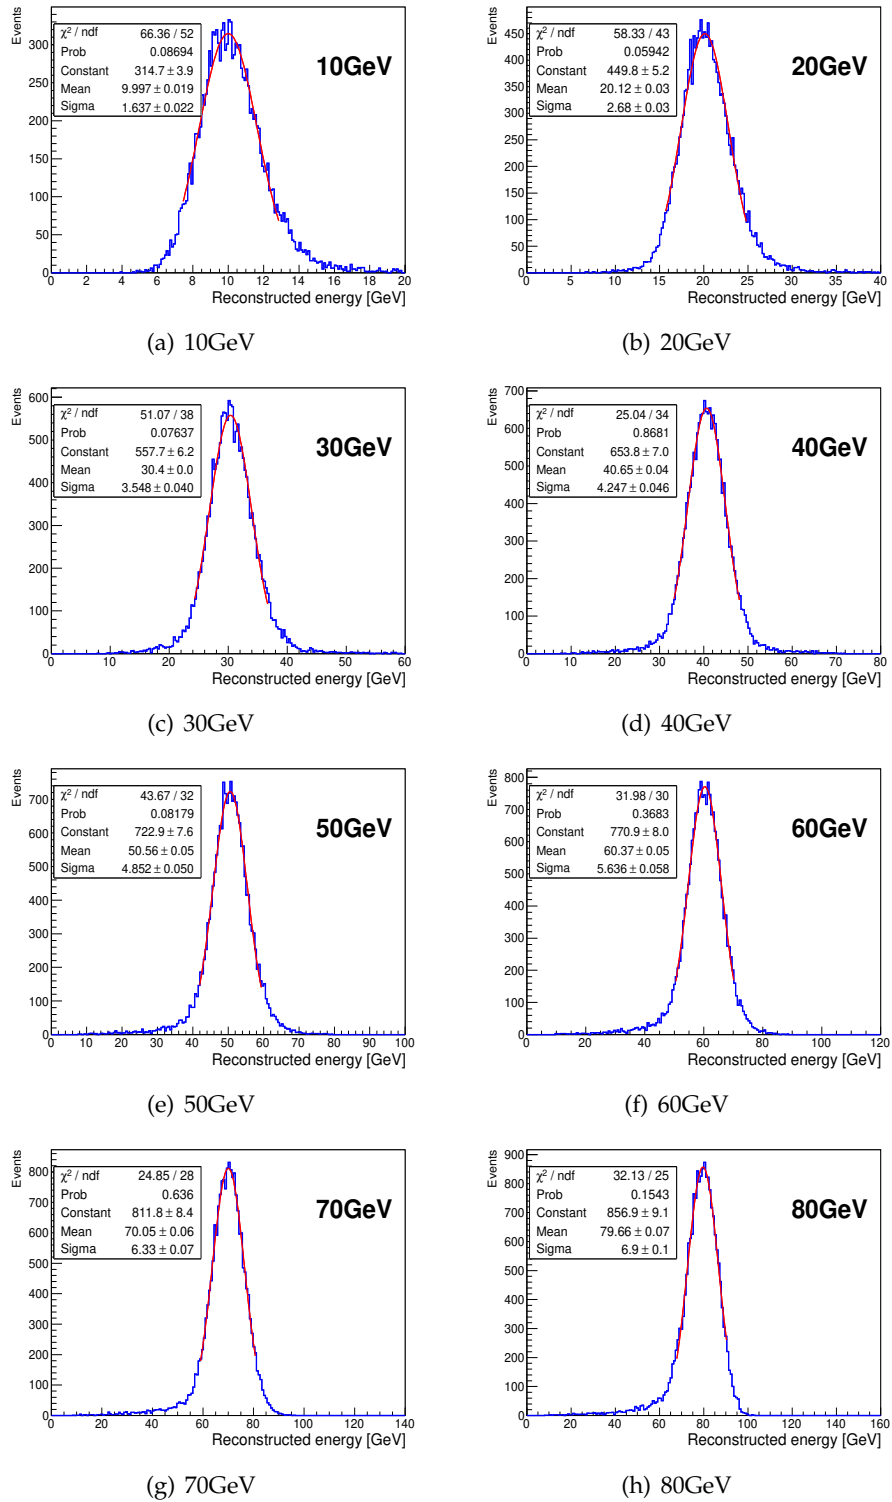 Events
χ² / ndf 66.36 / 52
Prob 0.08694
Constant 314.7 ± 3.9
Mean 9.997 ± 0.019
Sigma 1.637 ± 0.022
10GeV
300
250
200
150
100
50
0
0 2 4 6 8 10 12 14 16 18 20
Reconstructed energy [GeV]
(a) 10GeV
Events
χ² / ndf 58.33 / 43
Prob 0.05942
Constant 449.8 ± 5.2
Mean 20.12 ± 0.03
Sigma 2.68 ± 0.03
20GeV
450
400
350
300
250
200
150
100
50
0
0 5 10 15 20 25 30 35 40
Reconstructed energy [GeV]
(b) 20GeV
Events
χ² / ndf 51.07 / 38
Prob 0.07637
Constant 557.7 ± 6.2
Mean 30.4 ± 0.0
Sigma 3.548 ± 0.040
30GeV
600
500
400
300
200
100
0
0 10 20 30 40 50 60
Reconstructed energy [GeV]
(c) 30GeV
Events
χ² / ndf 25.04 / 34
Prob 0.8681
Constant 653.8 ± 7.0
Mean 40.65 ± 0.04
Sigma 4.247 ± 0.046
40GeV
700
600
500
400
300
200
100
0
0 10 20 30 40 50 60 70 80
Reconstructed energy [GeV]
(d) 40GeV
Events
χ² / ndf 43.67 / 32
Prob 0.08179
Constant 722.9 ± 7.6
Mean 50.56 ± 0.05
Sigma 4.852 ± 0.050
50GeV
700
600
500
400
300
200
100
0
0 10 20 30 40 50 60 70 80 90 100
Reconstructed energy [GeV]
(e) 50GeV
Events
χ² / ndf 31.98 / 30
Prob 0.3683
Constant 770.9 ± 8.0
Mean 60.37 ± 0.05
Sigma 5.636 ± 0.058
60GeV
800
700
600
500
400
300
200
100
0
0 20 40 60 80 100 120
Reconstructed energy [GeV]
(f) 60GeV
Events
χ² / ndf 24.85 / 28
Prob 0.636
Constant 811.8 ± 8.4
Mean 70.05 ± 0.06
Sigma 6.33 ± 0.07
70GeV
800
700
600
500
400
300
200
100
0
0 20 40 60 80 100 120 140
Reconstructed energy [GeV]
(g) 70GeV
Events
χ² / ndf 32.13 / 25
Prob 0.1543
Constant 856.9 ± 9.1
Mean 79.66 ± 0.07
Sigma 6.9 ± 0.1
80GeV
900
800
700
600
500
400
300
200
100
0
0 20 40 60 80 100 120 140 160
Reconstructed energy [GeV]
(h) 80GeV